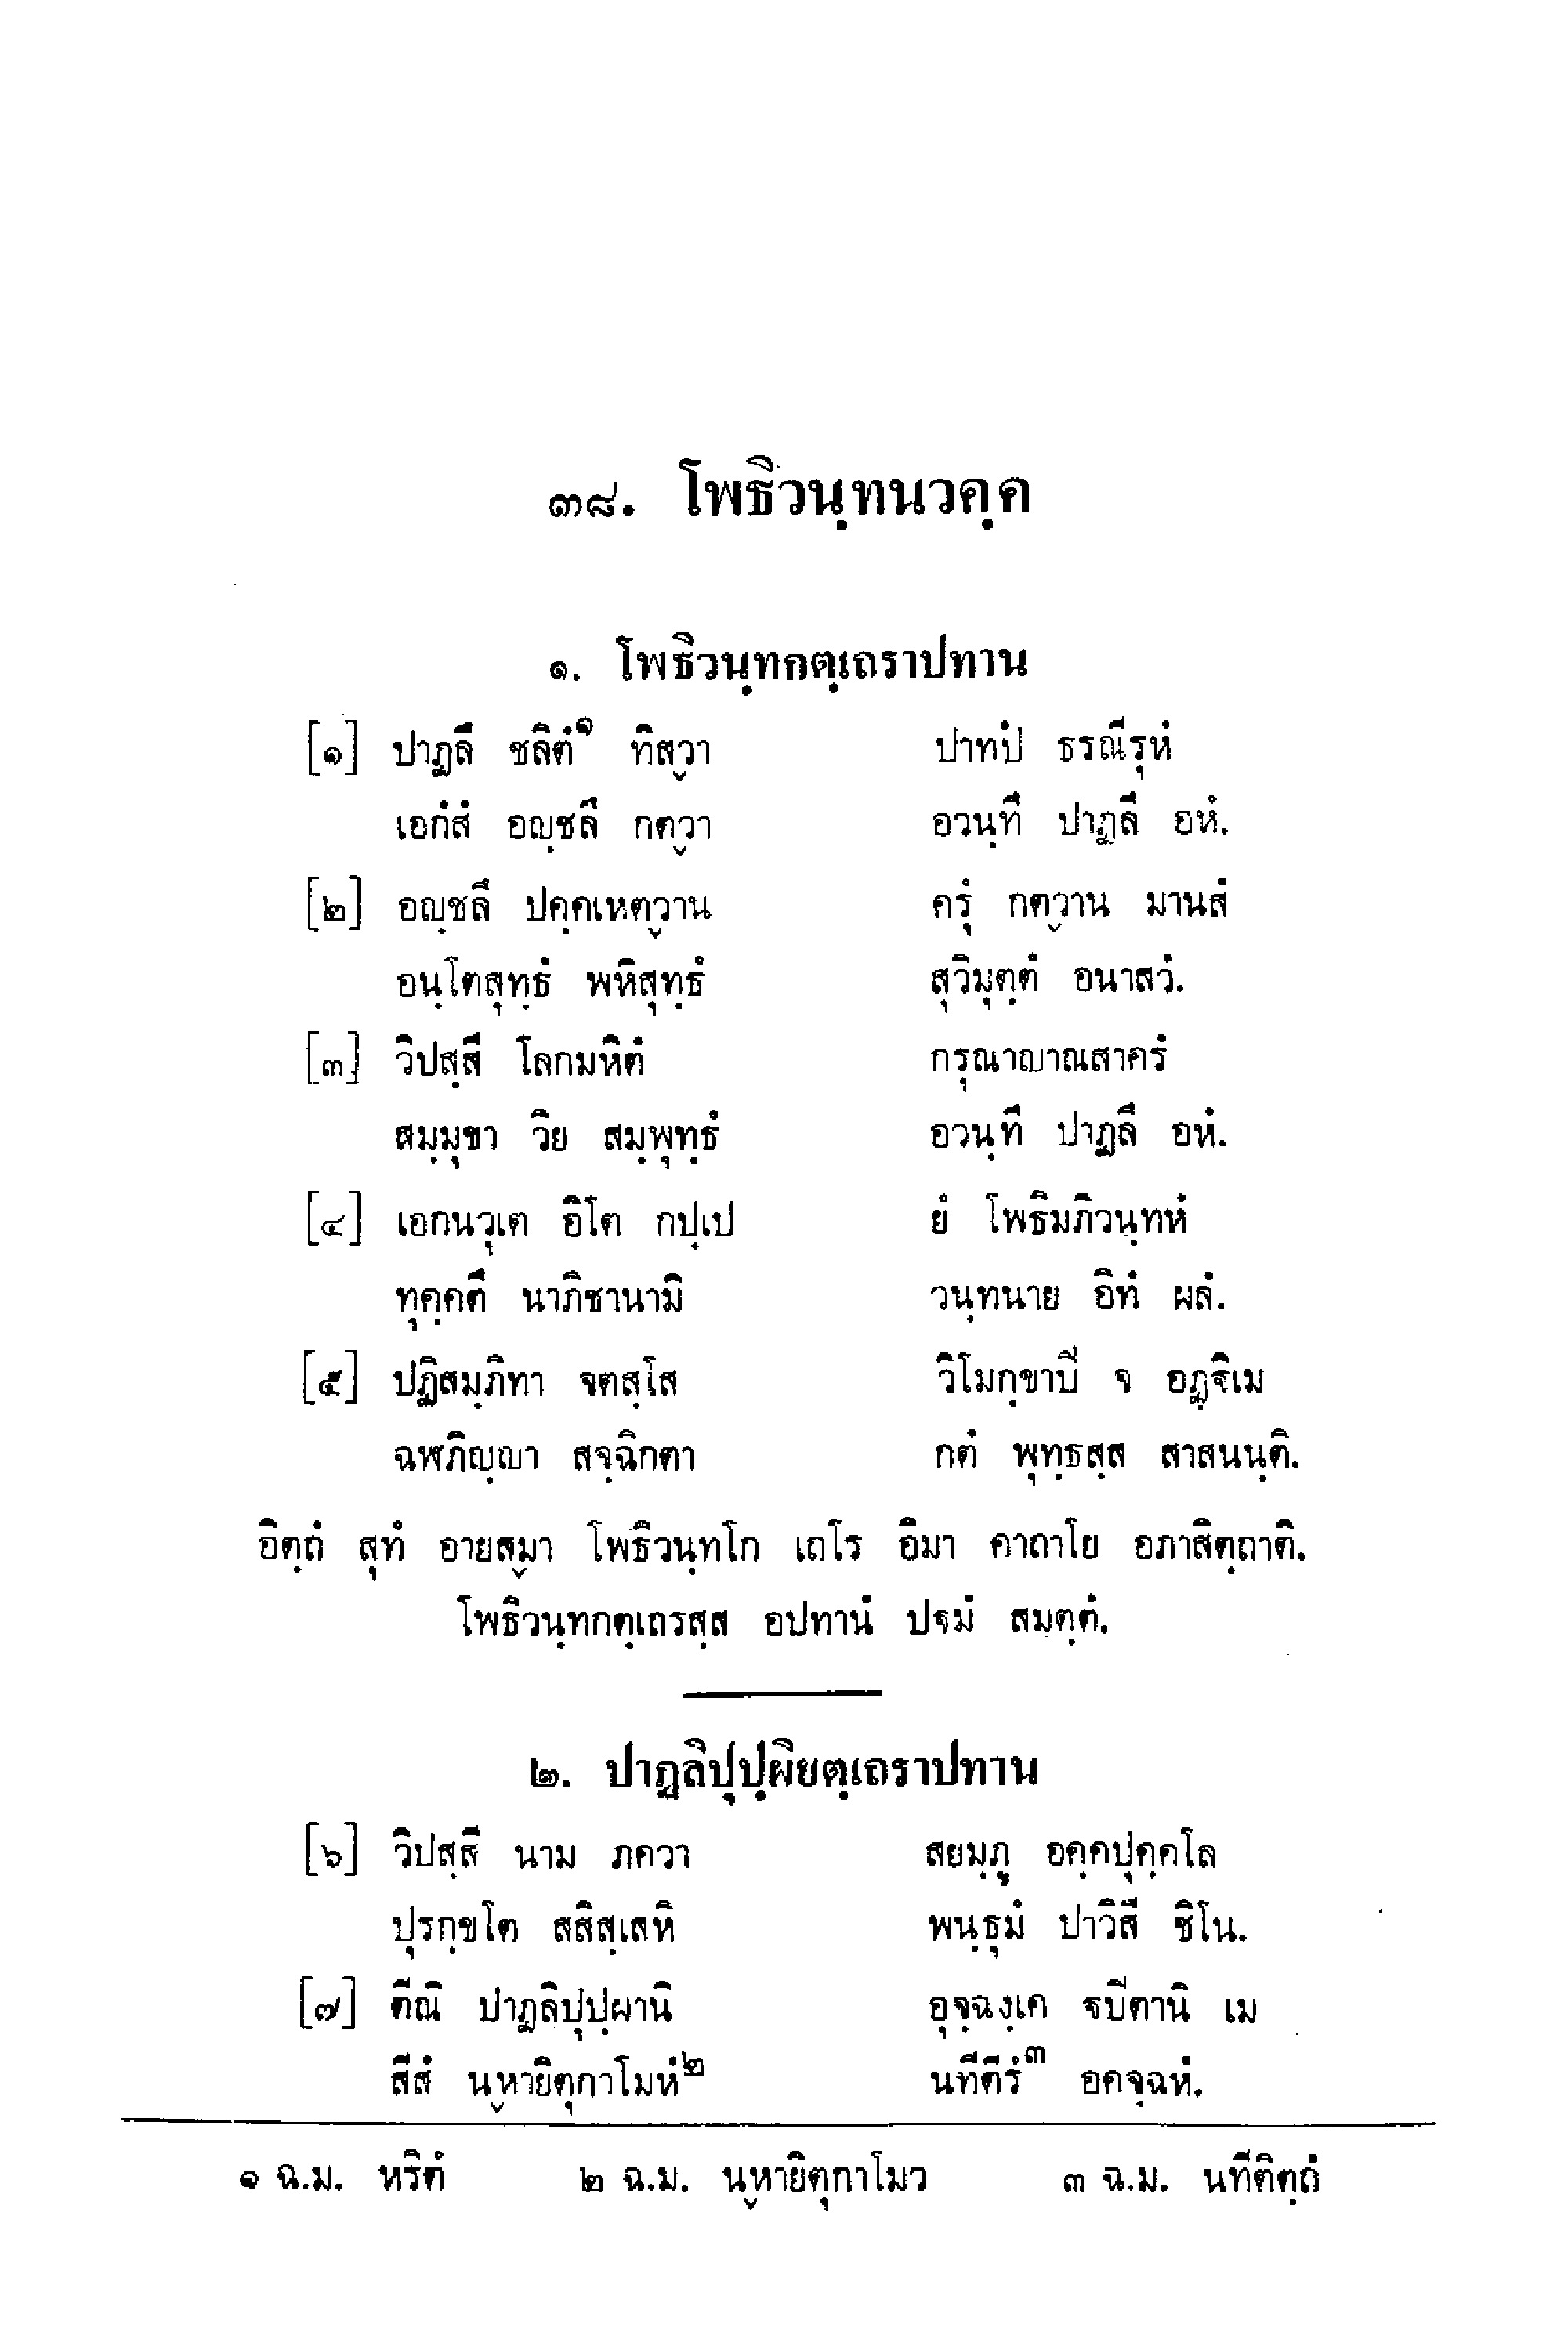 ๓๘. โพธิวนฺทนวคฺค
๑. โพธิวนฺทกตฺเถราปทาน
[๑] ปาฏลึ ชลิตํ๑ ทิสฺวา ปาทปํ ธรณีรุหํ
เอกํสํ อญฺชลึ กตฺวา อวนฺทึ ปาฏลึ อหํ.
[๒] อญฺชลึ ปคฺคเหตฺวาน ครุํ กตฺวาน มานสํ
อนฺโตสุทฺธํ พหิสุทฺธํ สุวิมุตฺตํ อนาสวํ.
[๓] วิปสฺสึ โลกมหิตํ กรุณาญาณสาครํ
สมฺมุขา วิย สมฺพุทฺธํ อวนฺทึ ปาฏลึ อหํ.
[๔] เอกนวุเต อิโต กปฺเป ยํ โพธิมภิวนฺทหํ
ทุคฺคตึ นาภิชานามิ วนฺทนาย อิทํ ผลํ.
[๕] ปฏิสมฺภิทา จตสฺโส วิโมกฺขาปี จ อฏฺฐิเม
ฉฬภิญฺญา สจฺฉิกตา กตํ พุทฺธสฺส สาสนนฺติ.
อิตฺถํ สุทํ อายสฺมา โพธิวนฺทโก เถโร อิมา คาถาโย อภาสิตฺถาติ.
โพธิวนฺทกตฺเถรสฺส อปทานํ ปฐมํ สมตฺตํ.
๒. ปาฏลิปุปฺผิยตฺเถราปทาน
[๖] วิปสฺสี นาม ภควา สยมฺภู อคฺคปุคฺคโล
ปุรกฺขโต สสิสฺเสหิ พนฺธุมํ ปาวิสี ชิโน.
[๗] ตีณิ ปาฏลิปุปฺผานิ อุจฺฉงฺเค ฐปีตานิ เม
สีสํ นฺหายิตุกาโมหํ๒ นทีตีรํ๓ อคจฺฉหํ.
๑ ฉ.ม. หริตํ ๒ ฉ.ม. นฺหายิตุกาโมว ๓ ฉ.ม. นทีติตฺถํ